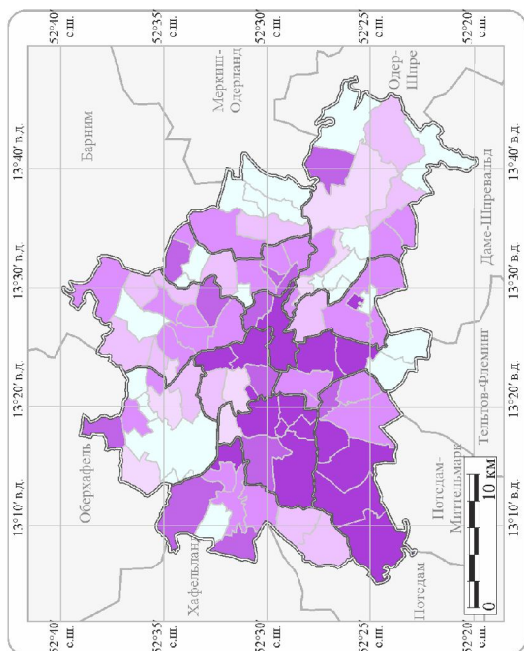 13°10' в.д.
13°20' в.д.
13°30' в.д.
13°40' в.д.
52°40'
с.ш.
52°40'
с.ш.
Оберхафель
Барним
52°35'
с.ш.
52°35'
с.ш.
Хафельланд
Меркиш-
Одерланд
52°30'
с.ш.
52°30'
с.ш.
52°25'
с.ш.
52°25'
с.ш.
Одер-
Шпре
Потсдам
Потсдам-
Миттельмарк
Тельтов-Флеминг
Даме-Шпревальд
0
10 км
52°20'
с.ш.
52°20'
с.ш.
13°10' в.д.
13°20' в.д.
13°30' в.д.
13°40' в.д.